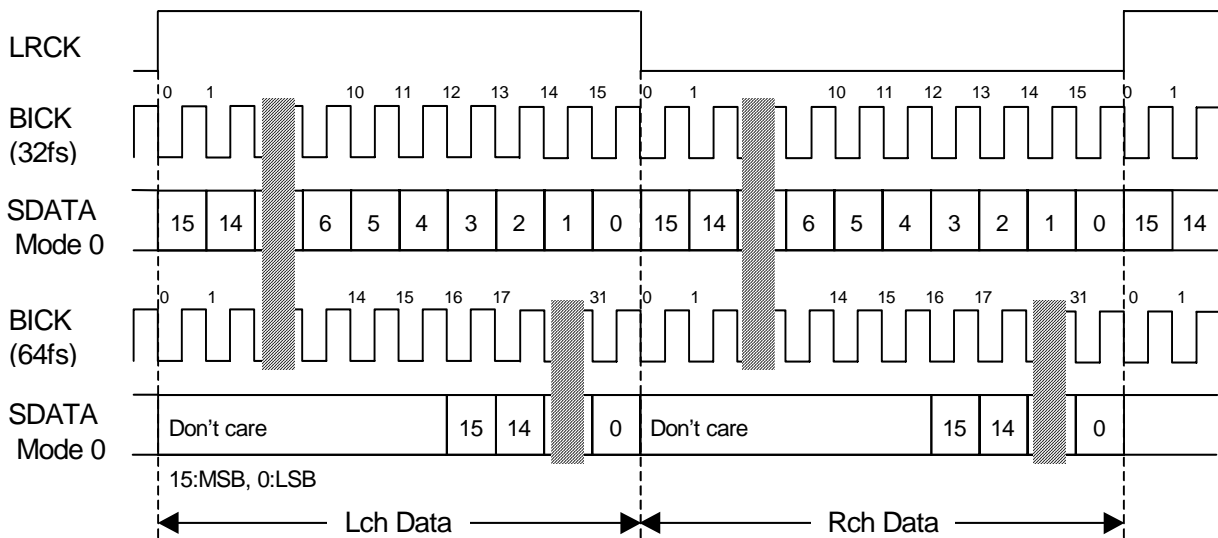 LRCK
0 1 10 11 12 13 14 15 0 1 10 11 12 13 14 15 0 1
BICK
(32fs)
SDATA
Mode 0
15 14 6 5 4 3 2 1 0 15 14 6 5 4 3 2 1 0 15 14
0 1 14 15 16 17 31 0 1 14 15 16 17 31 0 1
BICK
(64fs)
SDATA
Mode 0
Don't care 15 14 0 Don't care 15 14 0
15:MSB, 0:LSB
Lch Data Rch Data